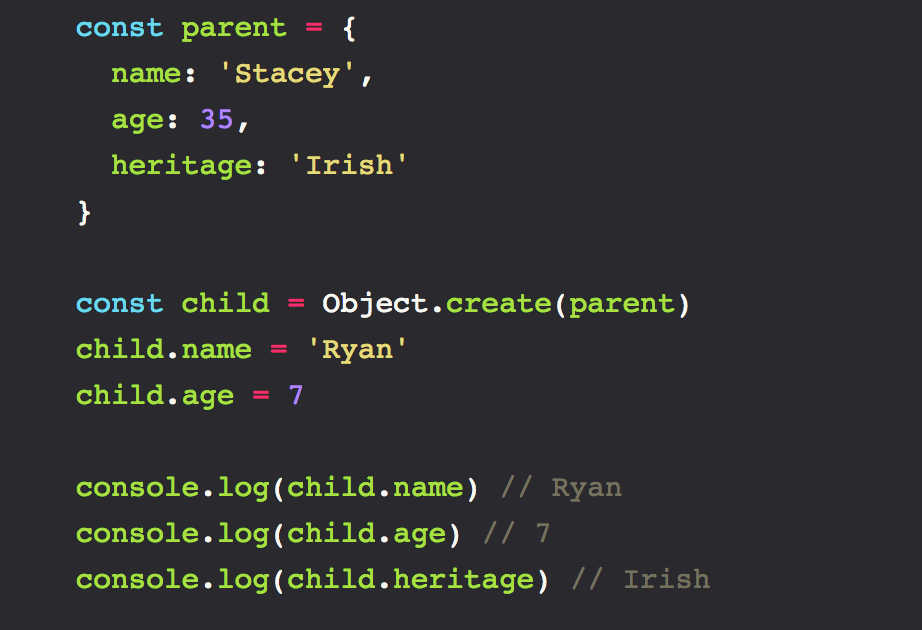 const parent = {
  name: 'Stacey',
  age: 35,
  heritage: 'Irish'
}

const child = Object.create(parent)
child.name = 'Ryan'
child.age = 7

console.log(child.name) // Ryan
console.log(child.age) // 7
console.log(child.heritage) // Irish